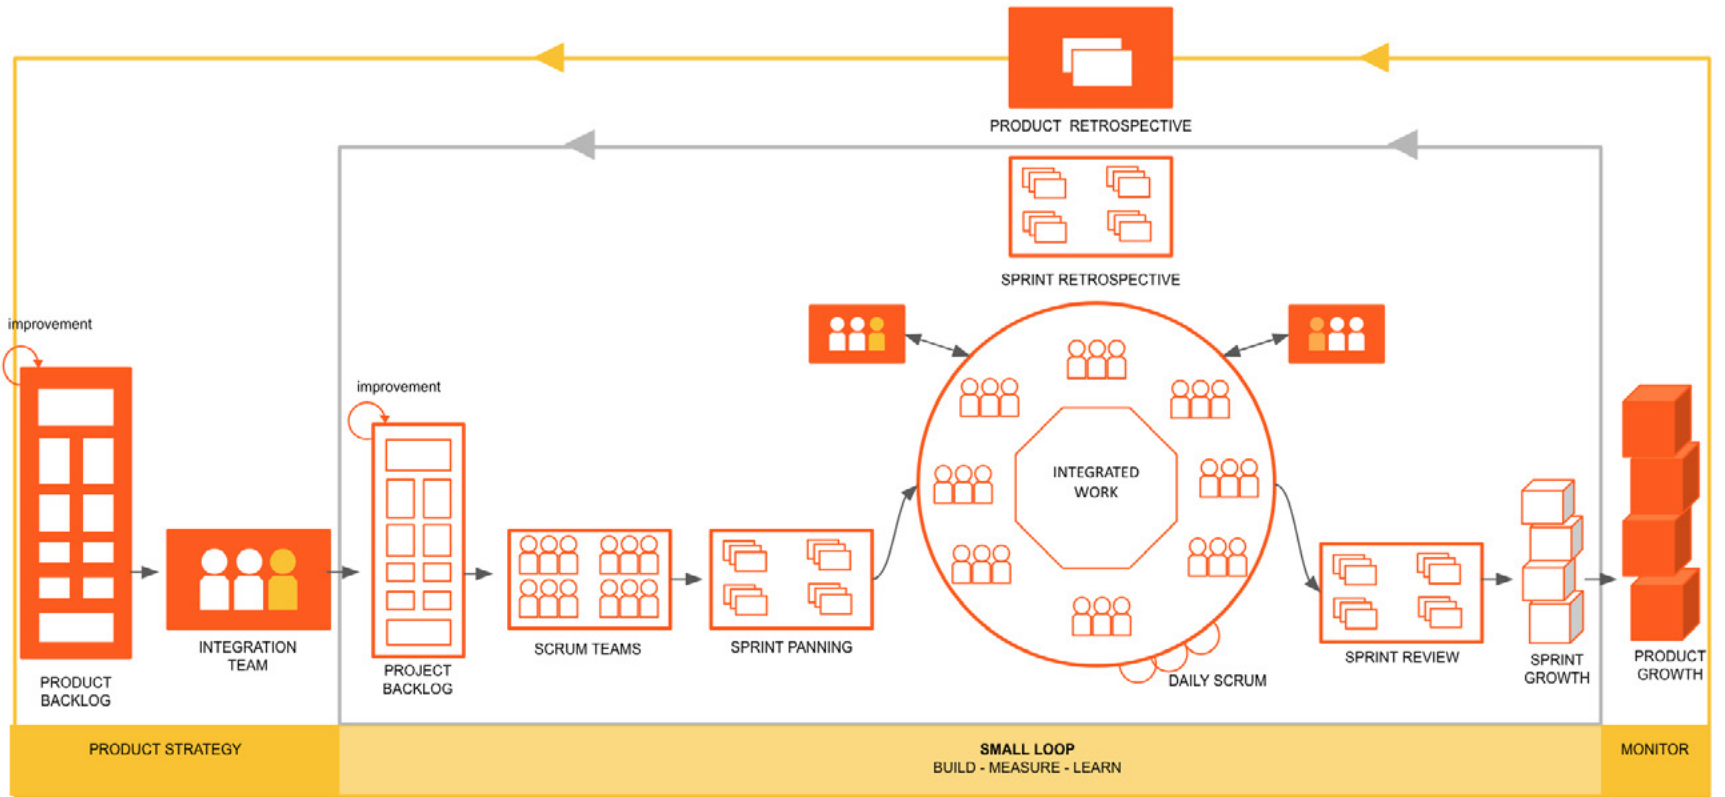 PRODUCT RETROSPECTIVE
SPRINT RETROSPECTIVE
improvement
improvement
INTEGRATED
WORK
PRODUCT
BACKLOG
INTEGRATION
TEAM
PROJECT
BACKLOG
SCRUM TEAMS
SPRINT PANNING
DAILY SCRUM
SPRINT REVIEW
SPRINT
GROWTH
PRODUCT
GROWTH
PRODUCT STRATEGY
SMALL LOOP
BUILD - MEASURE - LEARN
MONITOR